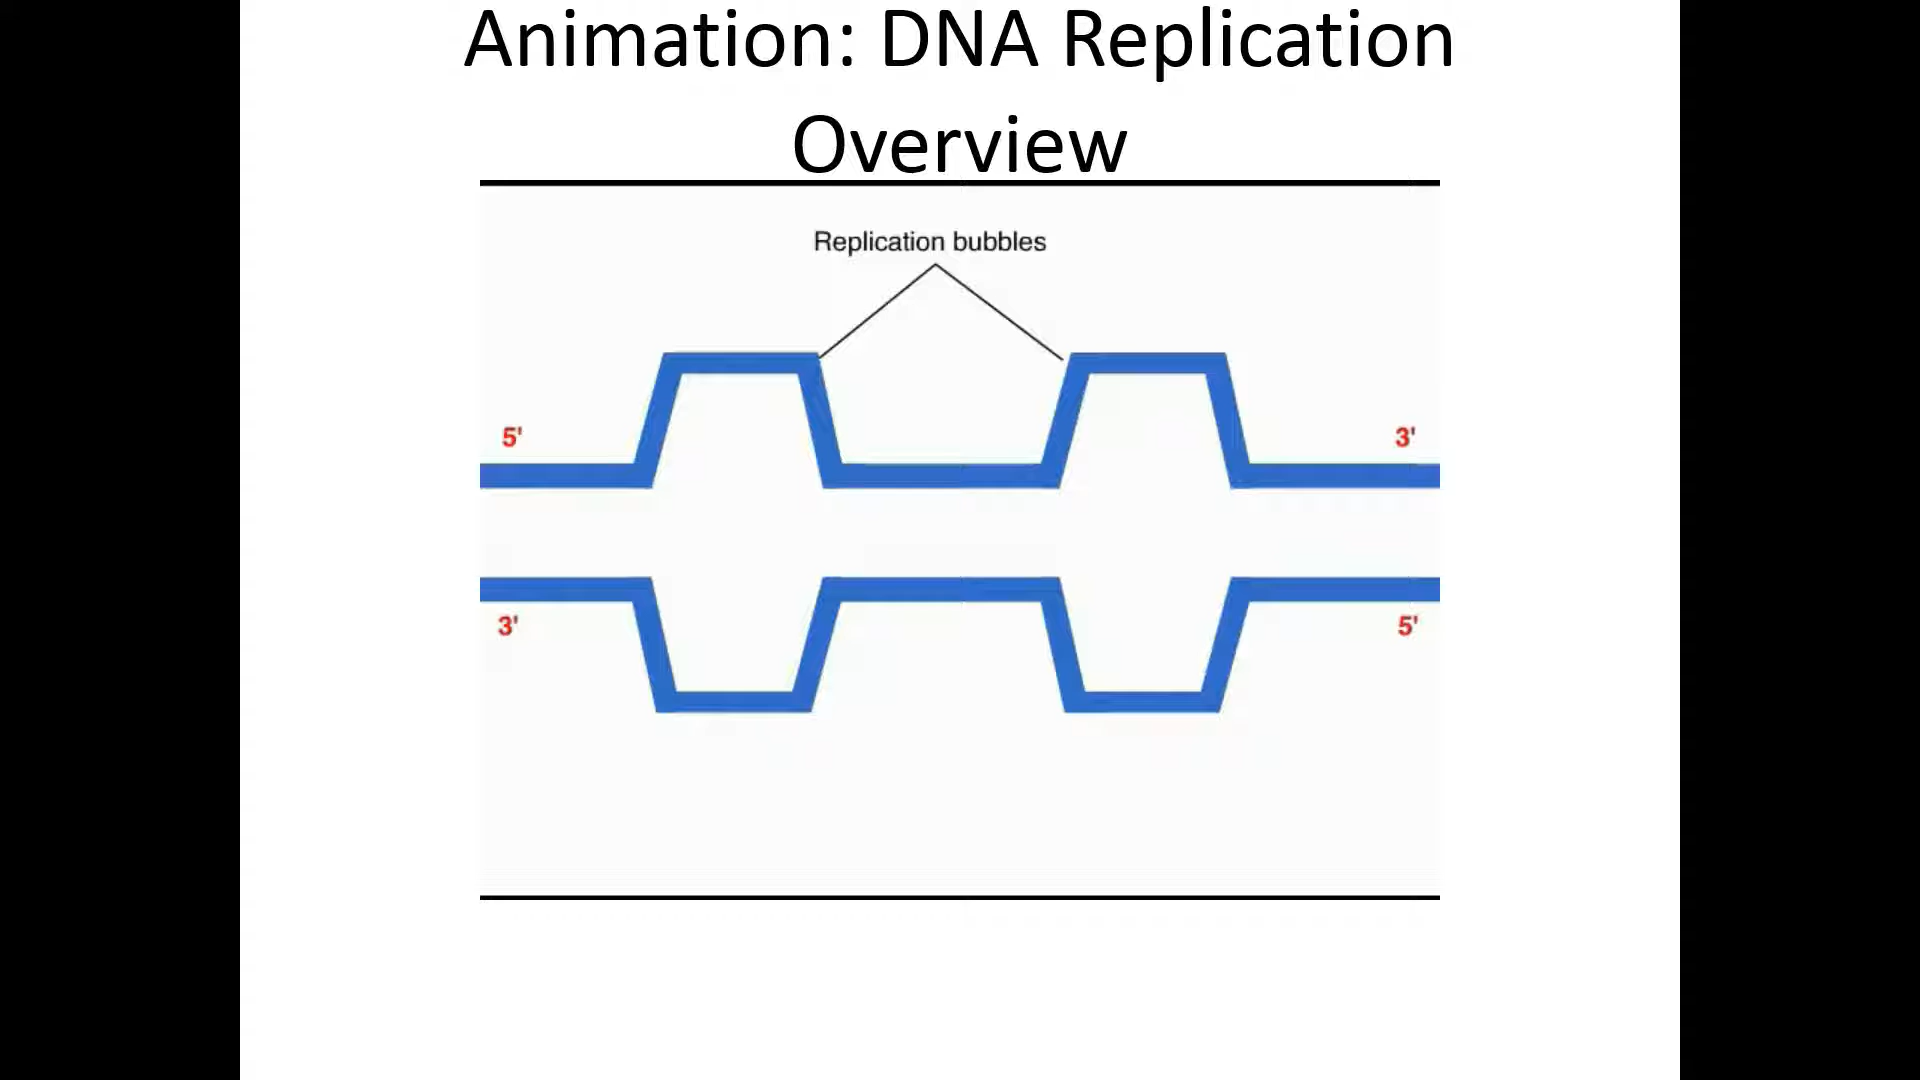 Animation: DNA Replication
Overview
Replication bubbles
5'
3'
3'
5'